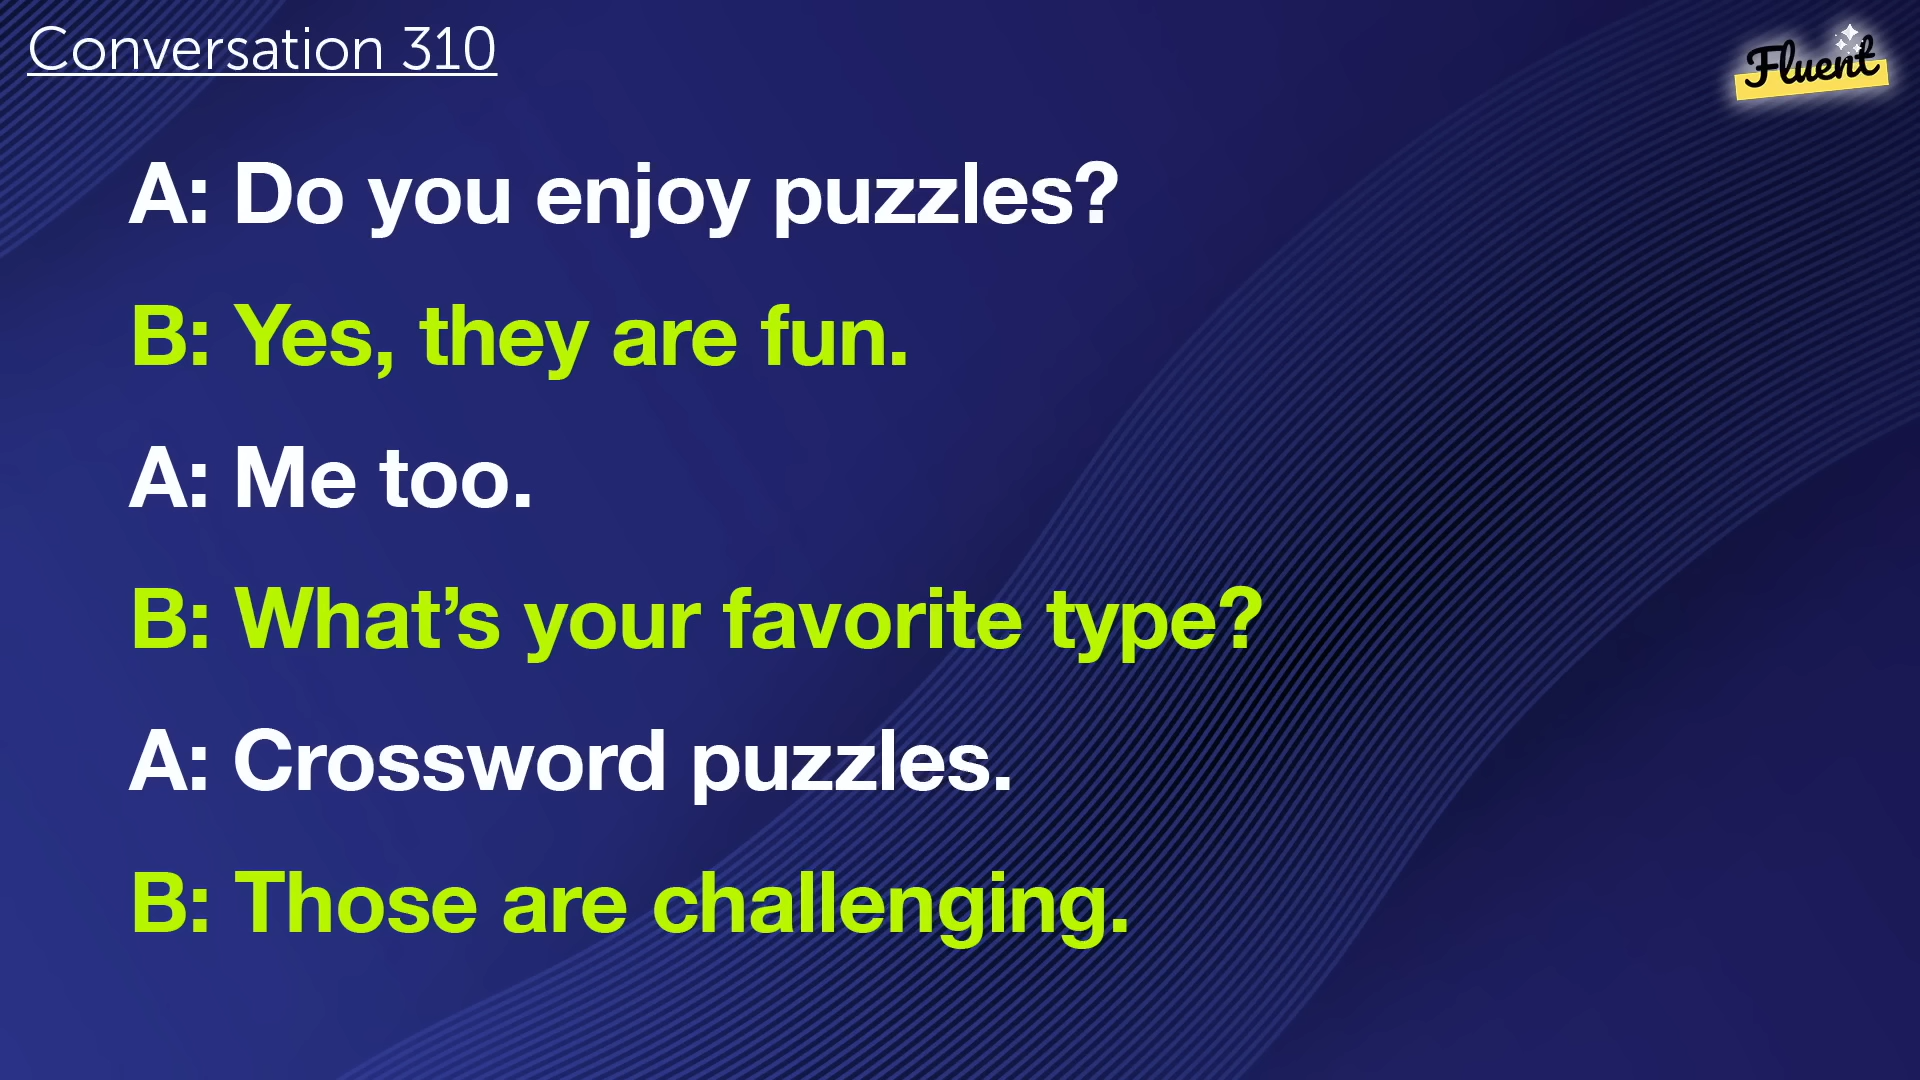 Conversation 310
Fluent
A: Do you enjoy puzzles?
B: Yes, they are fun.
A: Me too.
B: What’s your favorite type?
A: Crossword puzzles.
B: Those are challenging.